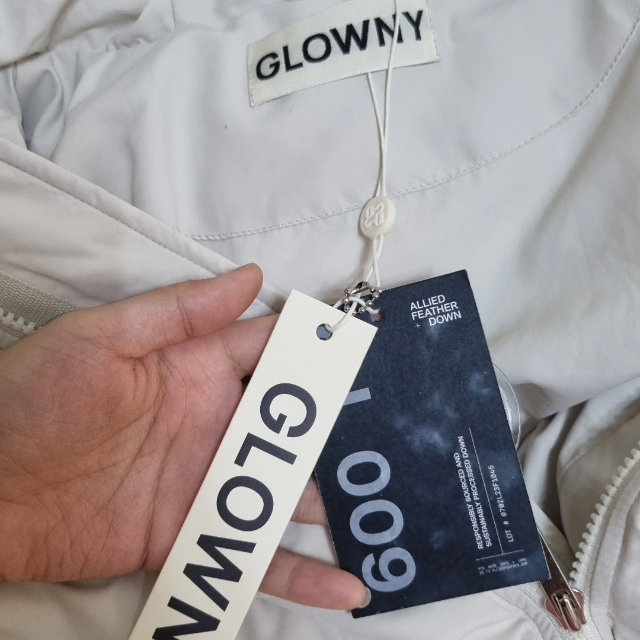 GLOWNY
GLOWN
ALLIED
FEATHER
+ DOWN
600
RESPONSIBLY SOURCED AND
SUSTAINABLY PROCESSED DOWN